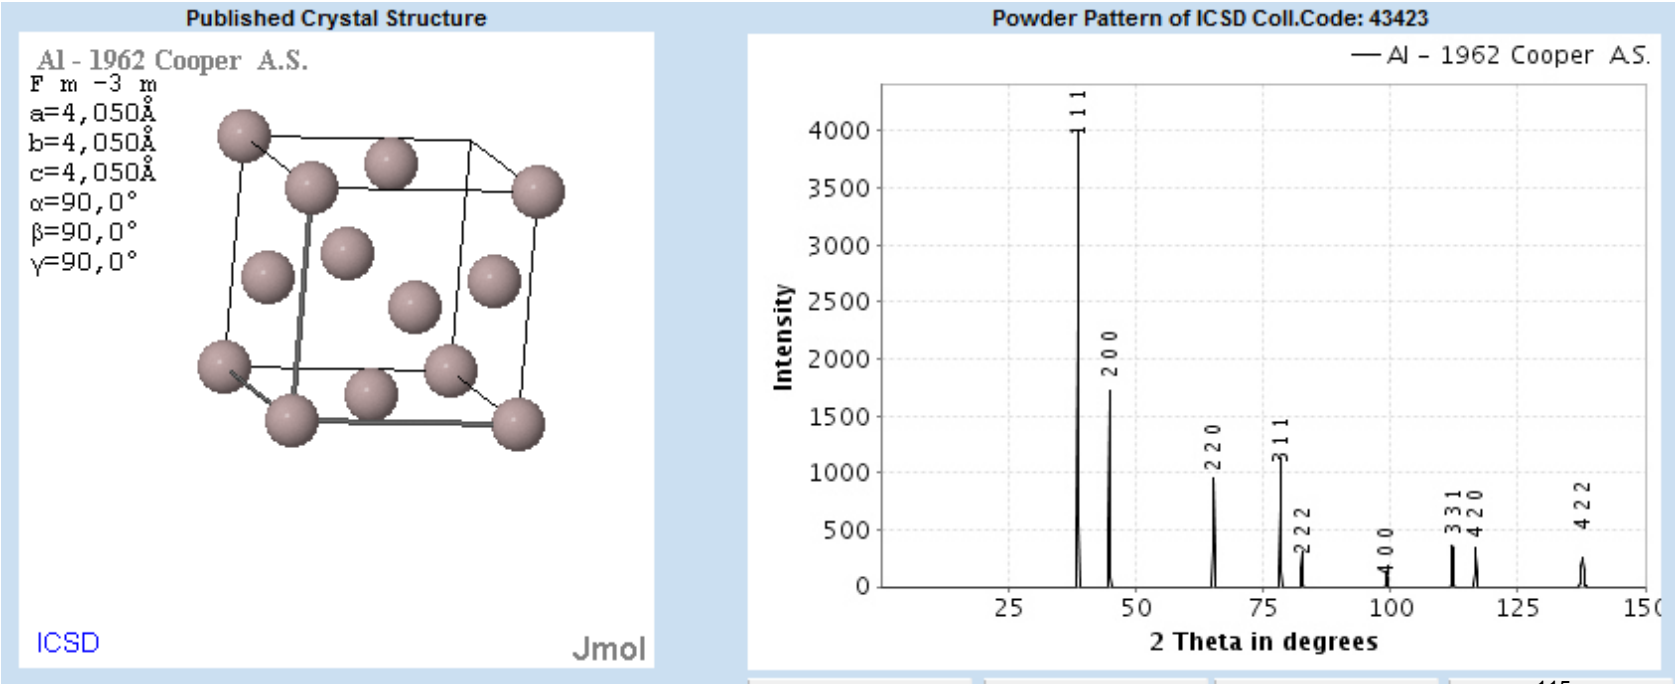 Published Crystal Structure
Al - 1962 Cooper A.S.
F m -3 m
a=4,050Å
b=4,050Å
c=4,050Å
α=90,0°
β=90,0°
γ=90,0°
ICSD
Jmol
Powder Pattern of ICSD Coll.Code: 43423
— Al - 1962 Cooper A.S.
Intensity
4000
3500
3000
2500
2000
1500
1000
500
0
1 1 1
2 0 0
2 2 0
3 1 1
2 2 2
4 0 0
3 3 1
4 2 0
4 2 2
25
50
75
100
125
150
2 Theta in degrees